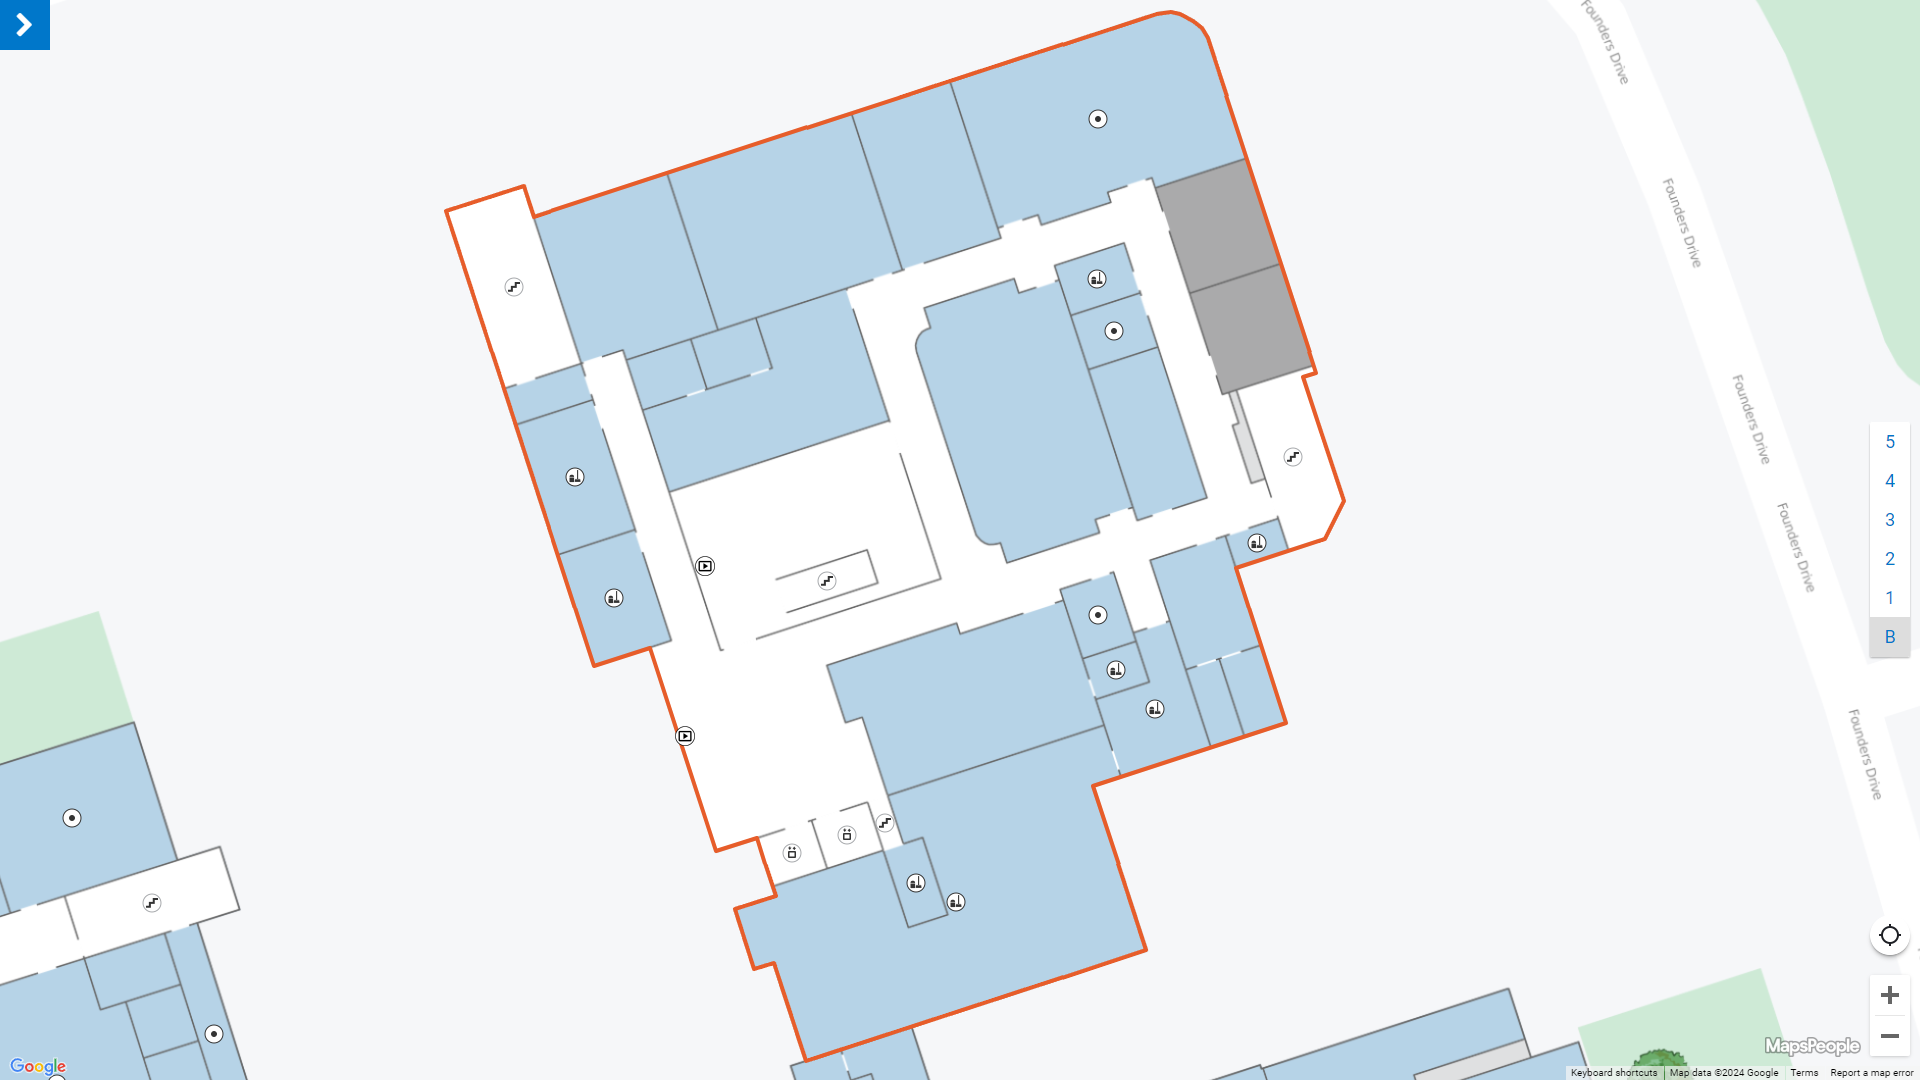 Founders Drive
Founders Drive
Founders Drive
Founders Drive
Founders Drive
5
4
3
2
1
B
MapsPeople
Google
Keyboard shortcuts
Map data ©2024 Google
Terms
Report a map error